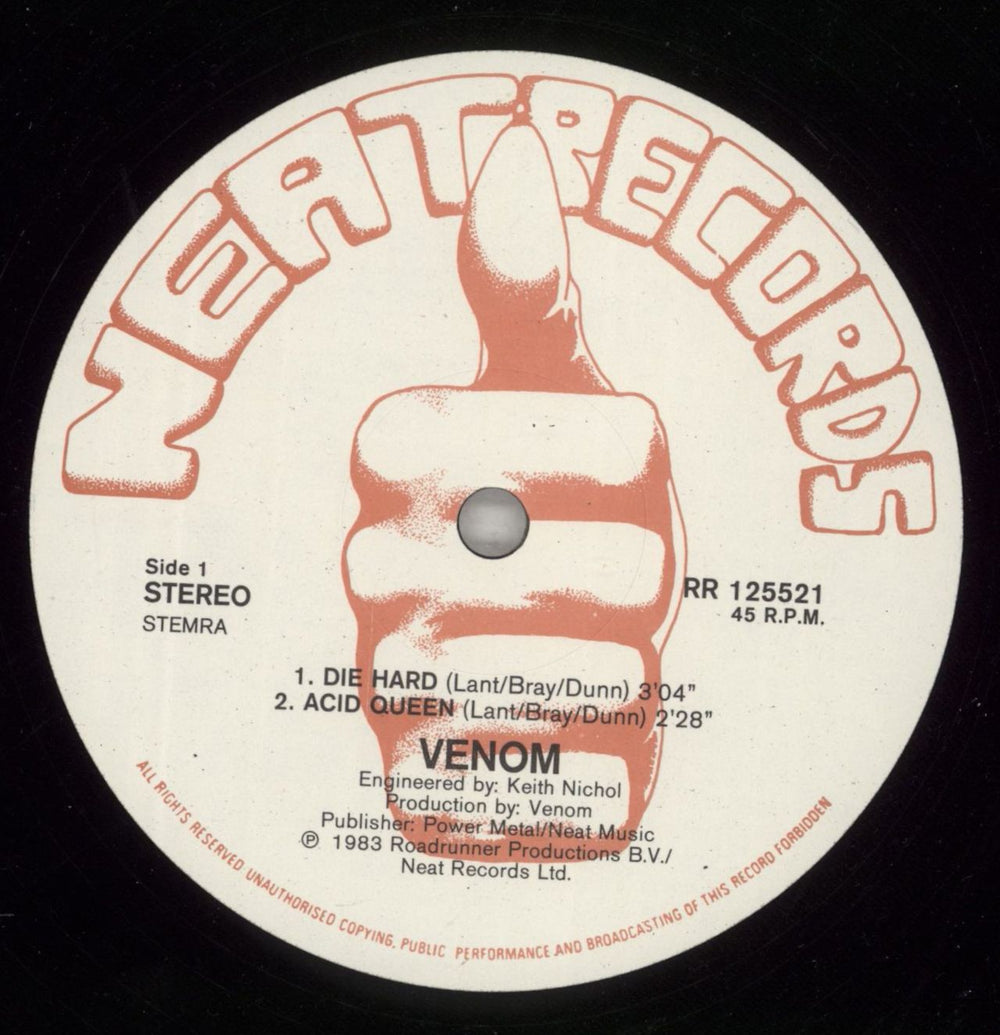 NEAT RECORDS
Side 1
STEREO
STEMRA
RR 125521
45 R.P.M.
1. DIE HARD (Lant/Bray/Dunn) 3'04"
2. ACID QUEEN (Lant/Bray/Dunn) 2'28"
VENOM
Engineered by: Keith Nichol
Production by: Venom
Publisher: Power Metal/Neat Music
℗ 1983 Roadrunner Productions B.V./
Neat Records Ltd.
ALL RIGHTS RESERVED UNAUTHORISED COPYING, PUBLIC PERFORMANCE AND BROADCASTING OF THIS RECORD FORBIDDEN